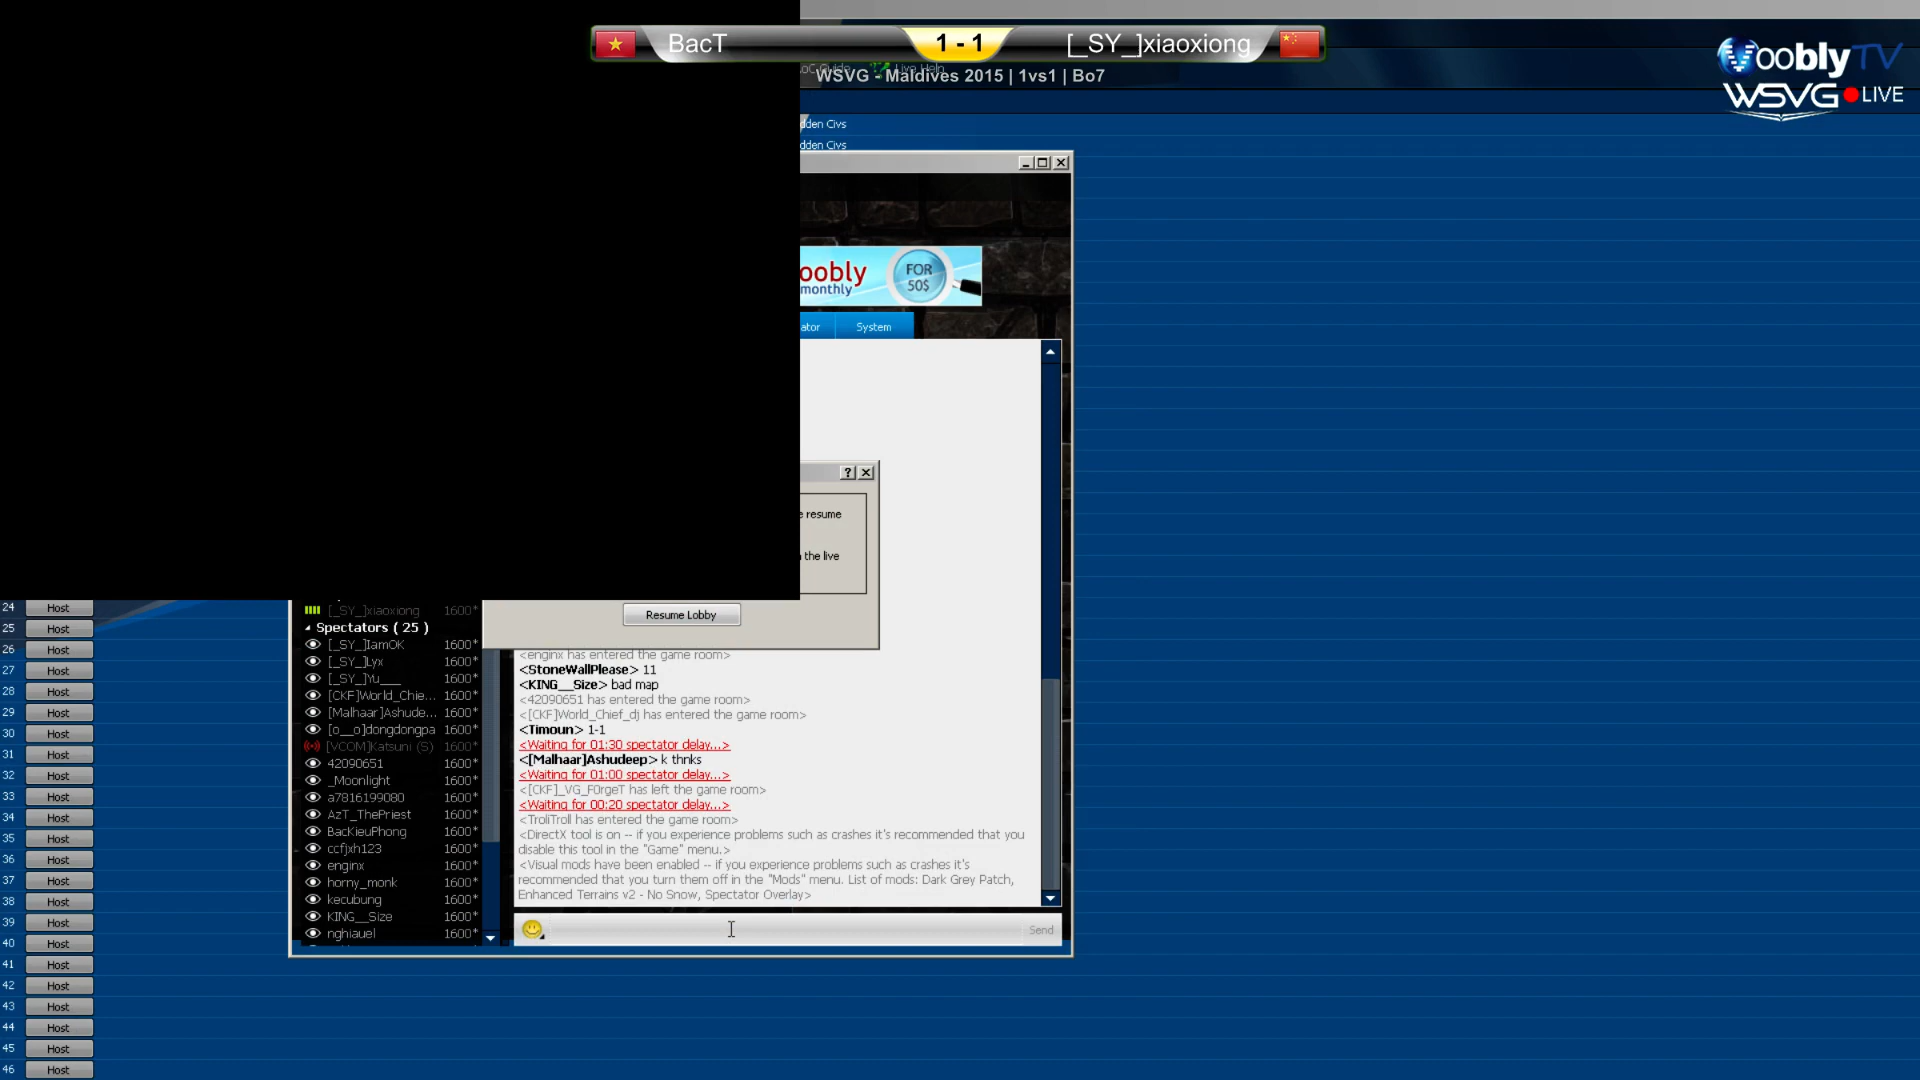 BacT
1 - 1
[_SY_]xiaoxiong
WSVG - Maldives 2015 | 1vs1 | Bo7
Live Help
VooblyTV
WSVG LIVE
dden Civs
dden Civs
oobly
monthly
FOR
50$
ator
System
e resume
the live
Resume Lobby
24 Host
25 Host
26 Host
27 Host
28 Host
29 Host
30 Host
31 Host
32 Host
33 Host
34 Host
35 Host
36 Host
37 Host
38 Host
39 Host
40 Host
41 Host
42 Host
43 Host
44 Host
45 Host
46 Host
[_SY_]xiaoxiong 1600*
Spectators ( 25 )
[_SY_]IamOK 1600*
[_SY_]Lyx 1600*
[_SY_]Yu___ 1600*
[CKF]World_Chie... 1600*
[Malhaar]Ashude... 1600*
[o__o]dongdongpa 1600*
[VCOM]Katsuni (S) 1600*
42090651 1600*
_Moonlight 1600*
a7816199080 1600*
AzT_ThePriest 1600*
BacKieuPhong 1600*
ccfjxh123 1600*
enginx 1600*
horny_monk 1600*
kecubung 1600*
KING__Size 1600*
nghiauel 1600*
<enginx has entered the game room>
<StoneWallPlease> 11
<KING__Size> bad map
<42090651 has entered the game room>
<[CKF]World_Chief_dj has entered the game room>
<Timoun> 1-1
<Waiting for 01:30 spectator delay...>
<[Malhaar]Ashudeep> k thnks
<Waiting for 01:00 spectator delay...>
<[CKF]_VG_F0rgeT has left the game room>
<Waiting for 00:20 spectator delay...>
<TroliTroll has entered the game room>
<DirectX tool is on -- if you experience problems such as crashes it's recommended that you
disable this tool in the "Game" menu.>
<Visual mods have been enabled -- if you experience problems such as crashes it's
recommended that you turn them off in the "Mods" menu. List of mods: Dark Grey Patch,
Enhanced Terrains v2 - No Snow, Spectator Overlay>
Send